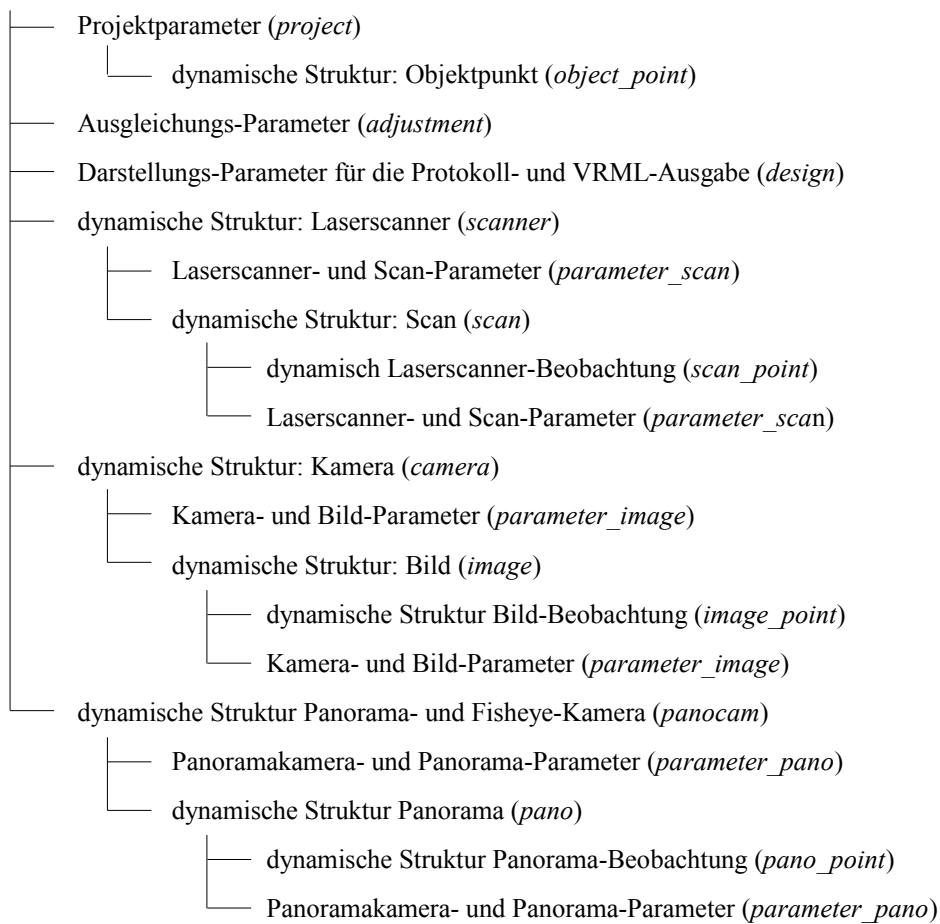 Projektparameter (project)
dynamische Struktur: Objektpunkt (object_point)
Ausgleichungs-Parameter (adjustment)
Darstellungs-Parameter für die Protokoll- und VRML-Ausgabe (design)
dynamische Struktur: Laserscanner (scanner)
Laserscanner- und Scan-Parameter (parameter_scan)
dynamische Struktur: Scan (scan)
dynamisch Laserscanner-Beobachtung (scan_point)
Laserscanner- und Scan-Parameter (parameter_scan)
dynamische Struktur: Kamera (camera)
Kamera- und Bild-Parameter (parameter_image)
dynamische Struktur: Bild (image)
dynamische Struktur Bild-Beobachtung (image_point)
Kamera- und Bild-Parameter (parameter_image)
dynamische Struktur Panorama- und Fisheye-Kamera (panocam)
Panoramakamera- und Panorama-Parameter (parameter_pano)
dynamische Struktur Panorama (pano)
dynamische Struktur Panorama-Beobachtung (pano_point)
Panoramakamera- und Panorama-Parameter (parameter_pano)